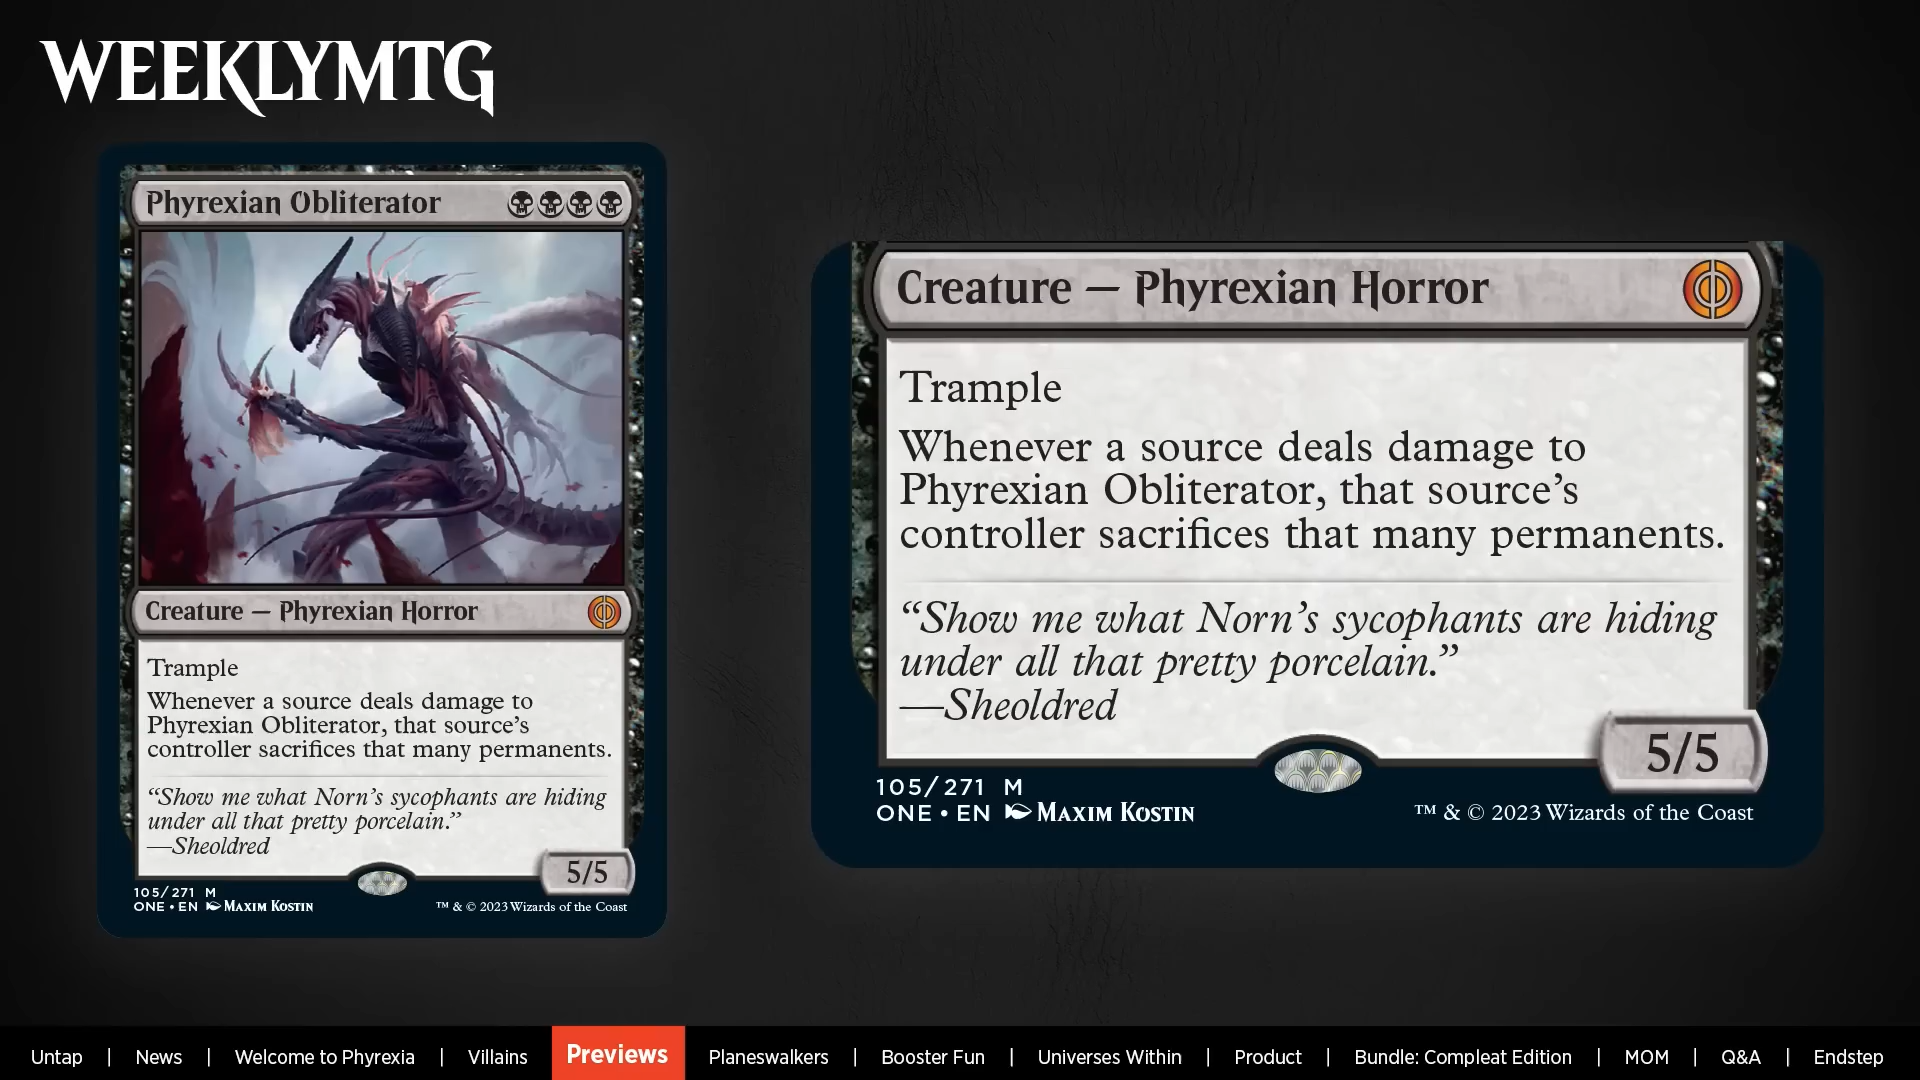 WEEKLYMTG
Phyrexian Obliterator
Creature — Phyrexian Horror
Trample
Whenever a source deals damage to
Phyrexian Obliterator, that source's
controller sacrifices that many permanents.
“Show me what Norn's sycophants are hiding
under all that pretty porcelain.”
—Sheoldred
5/5
105/271 M
ONE • EN Maxim Kostin
™ & © 2023 Wizards of the Coast
Creature — Phyrexian Horror
Trample
Whenever a source deals damage to
Phyrexian Obliterator, that source's
controller sacrifices that many permanents.
“Show me what Norn's sycophants are hiding
under all that pretty porcelain.”
—Sheoldred
5/5
105/271 M
ONE • EN Maxim Kostin
™ & © 2023 Wizards of the Coast
Untap | News | Welcome to Phyrexia | Villains Previews Planeswalkers | Booster Fun | Universes Within | Product | Bundle: Compleat Edition | MOM | Q&A | Endstep